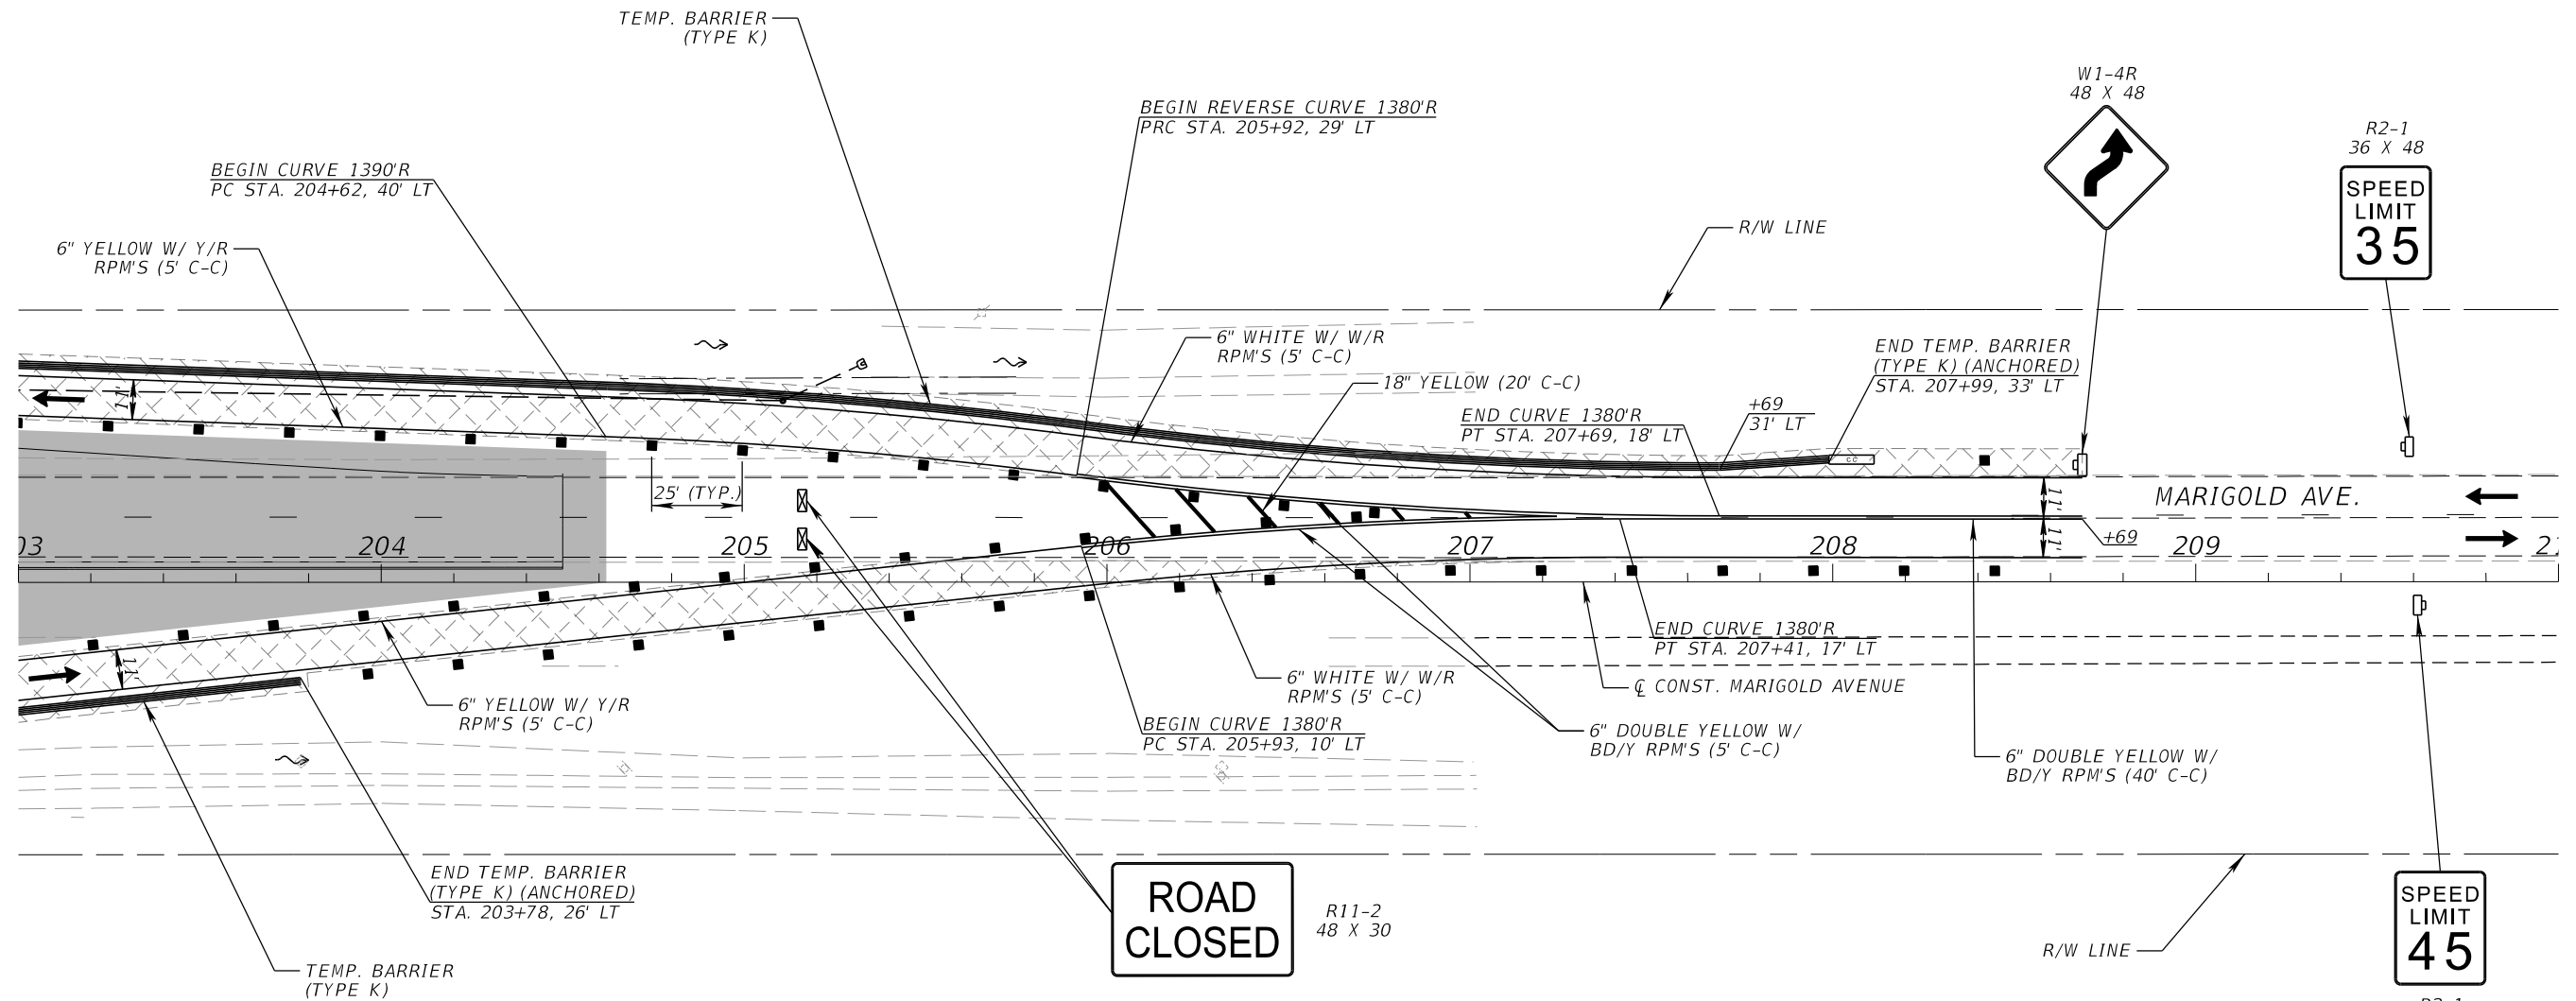 TEMP. BARRIER
(TYPE K)
W1-4R
48 X 48
BEGIN REVERSE CURVE 1380'R
PRC STA. 205+92, 29' LT
R2-1
36 X 48
SPEED
LIMIT
35
BEGIN CURVE 1390'R
PC STA. 204+62, 40' LT
R/W LINE
6" YELLOW W/ Y/R
RPM'S (5' C-C)
6" WHITE W/ W/R
RPM'S (5' C-C)
END TEMP. BARRIER
(TYPE K) (ANCHORED)
STA. 207+99, 33' LT
18" YELLOW (20' C-C)
+69
31' LT
END CURVE 1380'R
PT STA. 207+69, 18' LT
11'
25' (TYP.)
11'
MARIGOLD AVE.
11'
+69
03
204
205
206
207
208
209
21
11'
END CURVE 1380'R
PT STA. 207+41, 17' LT
6" WHITE W/ W/R
RPM'S (5' C-C)
℄ CONST. MARIGOLD AVENUE
6" YELLOW W/ Y/R
RPM'S (5' C-C)
BEGIN CURVE 1380'R
PC STA. 205+93, 10' LT
6" DOUBLE YELLOW W/
BD/Y RPM'S (5' C-C)
6" DOUBLE YELLOW W/
BD/Y RPM'S (40' C-C)
END TEMP. BARRIER
(TYPE K) (ANCHORED)
STA. 203+78, 26' LT
ROAD
CLOSED
R11-2
48 X 30
SPEED
LIMIT
45
R/W LINE
TEMP. BARRIER
(TYPE K)